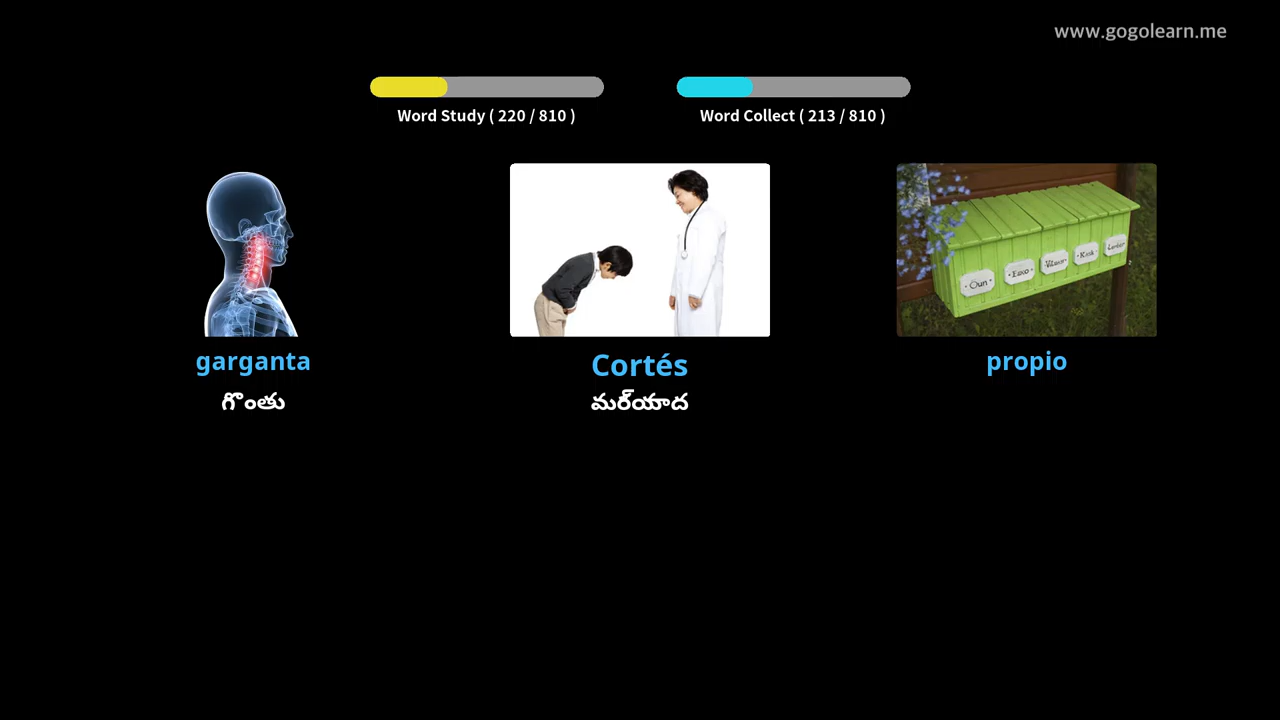 www.gogolearn.me
Word Study ( 220 / 810 )
Word Collect ( 213 / 810 )
garganta
Cortés
propio
గొంతు
మర్‌యాద